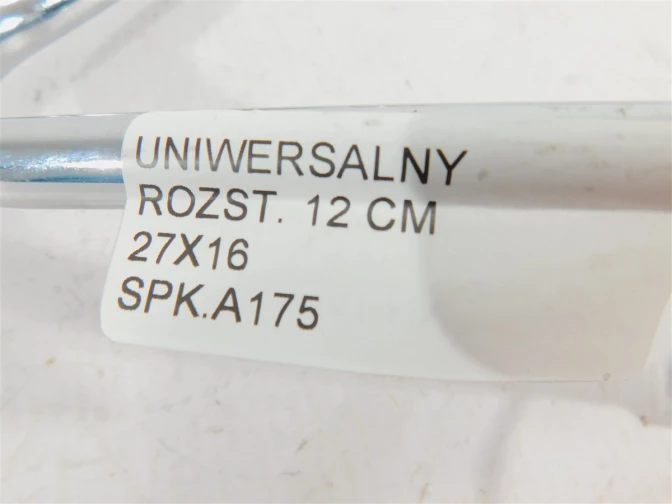 UNIWERSALNY
ROZST. 12 CM
27X16
SPK.A175